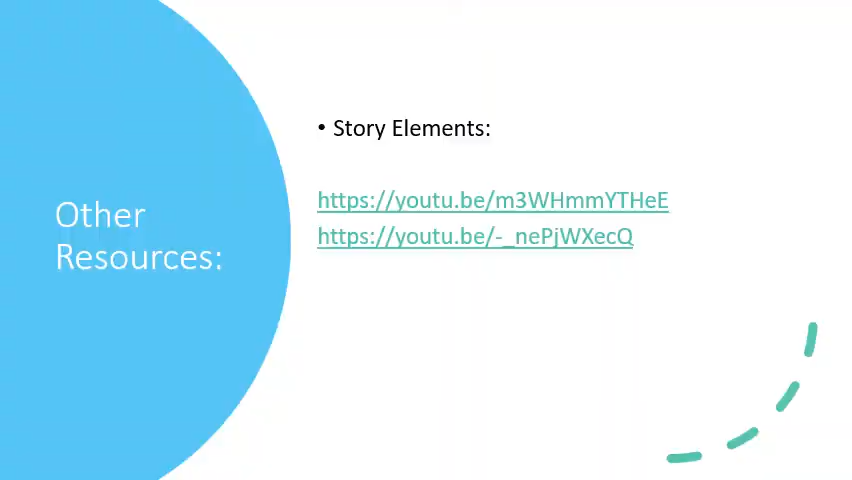 Other
Resources:
• Story Elements:
https://youtu.be/m3WHmmYTHeE
https://youtu.be/-_nePjWXecQ